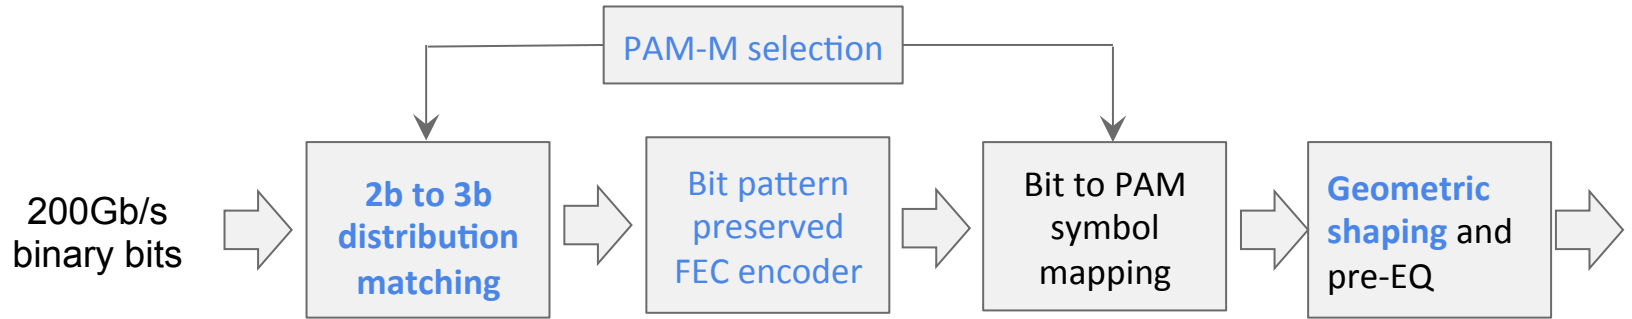 PAM-M selection
200Gb/s
binary bits
2b to 3b
distribution
matching
Bit pattern
preserved
FEC encoder
Bit to PAM
symbol
mapping
Geometric
shaping and
pre-EQ